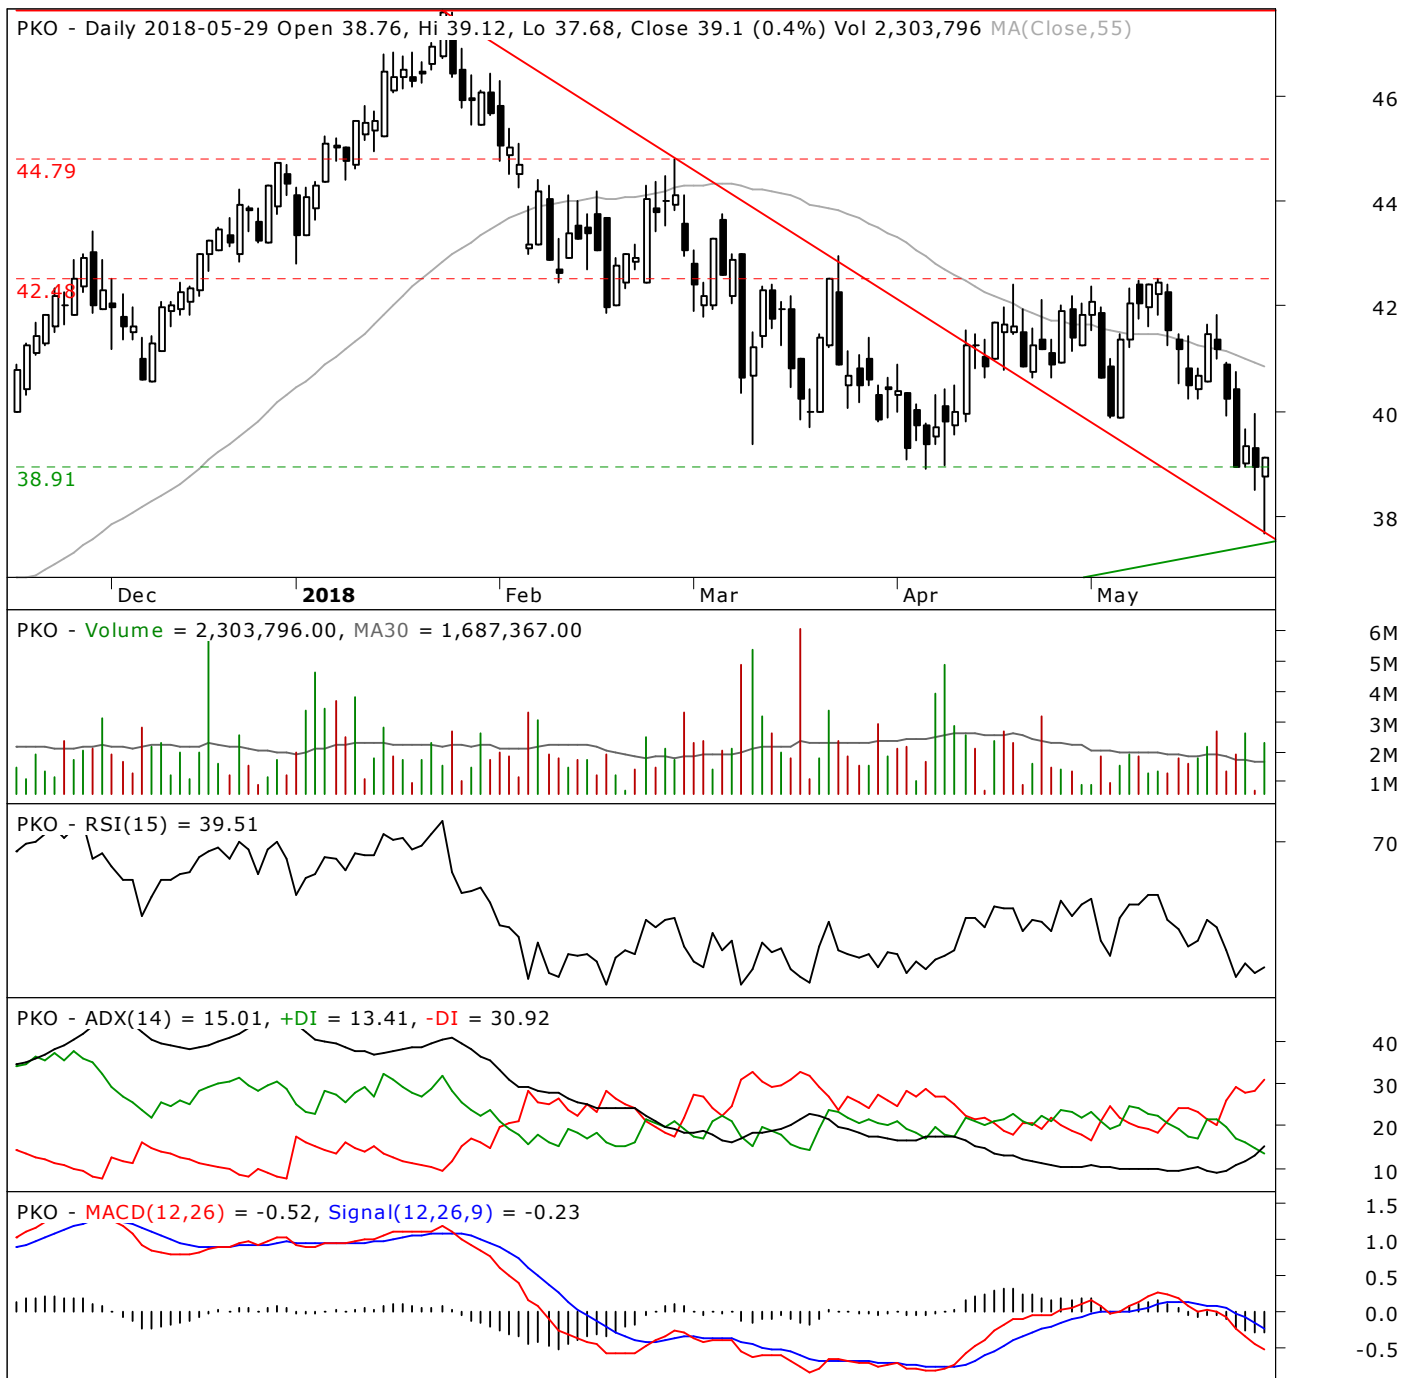 PKO - Daily 2018-05-29 Open 38.76, Hi 39.12, Lo 37.68, Close 39.1 (0.4%) Vol 2,303,796 MA(Close,55)
46
44.79
44
42.48
42
40
38.91
38
Dec 2018 Feb Mar Apr May
PKO - Volume = 2,303,796.00, MA30 = 1,687,367.00
6M
5M
4M
3M
2M
1M
PKO - RSI(15) = 39.51
70
PKO - ADX(14) = 15.01, +DI = 13.41, -DI = 30.92
40
30
20
10
PKO - MACD(12,26) = -0.52, Signal(12,26,9) = -0.23
1.5
1.0
0.5
0.0
-0.5